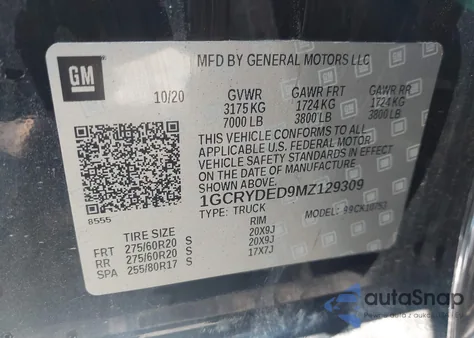 GM
MFD BY GENERAL MOTORS LLC
10/20 GVWR GAWR FRT GAWR RR
3175 KG 1724 KG 1724 KG
7000 LB 3800 LB 3800 LB
THIS VEHICLE CONFORMS TO ALL
APPLICABLE U.S. FEDERAL MOTOR
VEHICLE SAFETY STANDARDS IN
EFFECT ON THE DATE OF
MANUFACTURE SHOWN ABOVE.
1GCRYDED9MZ129309
TYPE: TRUCK MODEL:
8555
TIRE SIZE RIM
FRT 275/60R20 S 20X9J
RR 275/60R20 S 20X9J
SPA 255/80R17 S 17X7J
autaSnap